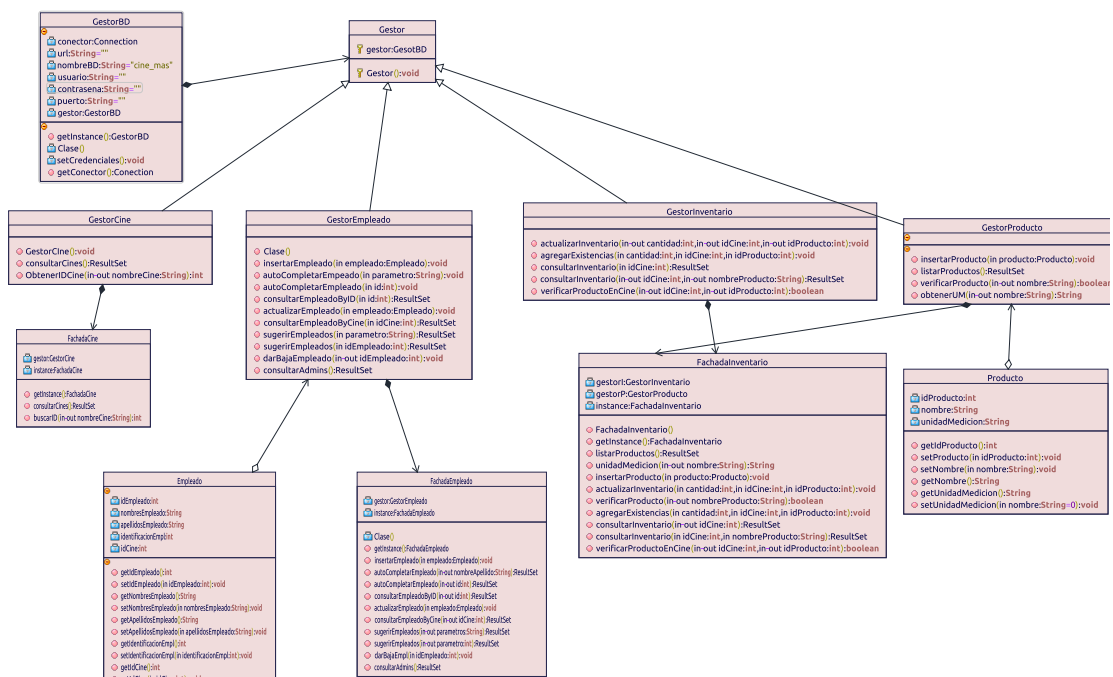 GestorBD
conector:Connection
url:String=""
nombreBD:String="cine_mas"
usuario:String=""
contrasena:String=""
puerto:String=""
gestor:GestorBD
getInstance():GestorBD
Clase()
setCredenciales():void
getConector():Conection
Gestor
gestor:GesotBD
Gestor():void
GestorCine
GestorCIne():void
consultarCines():ResultSet
ObtenerIDCine(in-out nombreCine:String):int
GestorEmpleado
Clase()
insertarEmpleado(in empleado:Empleado):void
autoCompletarEmpeado(in parametro:String):void
autoCompletarEmpleado(in id:int):void
consultarEmpleadoByID(in id:int):ResultSet
actualizarEmpleado(in empleado:Empleado):void
consultarEmpleadoByCine(in idCine:int):ResultSet
sugerirEmpleados(in parametro:String):ResultSet
sugerirEmpleados(in idEmpleado:int):ResultSet
darBajaEmpleado(in-out idEmpleado:int):void
consultarAdmins():ResultSet
GestorInventario
actualizarInventario(in-out cantidad:int,in-out idCine:int,in-out idProducto:int):void
agregarExistencias(in cantidad:int,in idCine:int,in idProducto:int):void
consultarInventario(in idCine:int):ResultSet
consultarInventario(in-out idCine:int,in-out nombreProducto:String):ResultSet
verificarProductoEnCine(in-out idCine:int,in-out idProducto:int):boolean
GestorProducto
insertarProducto(in producto:Producto):void
listarProductos():ResultSet
verificarProducto(in-out nombre:String):boolean
obtenerUM(in-out nombre:String):String
FachadaCine
gestor:GestorCine
instance:FachadaCine
getInstance():FachadaCine
consultarCines():ResultSet
buscarID(in-out nombreCine:String):int
FachadaInventario
gestorI:GestorInventario
gestorP:GestorProducto
instance:FachadaInventario
FachadaInventario()
getInstance():FachadaInventario
listarProductos():ResultSet
unidadMedicion(in-out nombre:String):String
insertarProducto(in producto:Producto):void
actualizarInventario(in cantidad:int,in idCine:int,in idProducto:int):void
verificarProducto(in-out nombreProducto:String):boolean
agregarExistencias(in cantidad:int,in idCine:int,in idProducto:int):void
consultarInventario(in-out idCine:int):ResultSet
consultarInventario(in idCine:int,in nombreProducto:String):ResultSet
verificarProductoEnCine(in-out idCine:int,in-out idProducto:int):boolean
Producto
idProducto:int
nombre:String
unidadMedicion:String
getIdProducto():int
setProducto(in idProducto:int):void
setNombre(in nombre:String):void
getNombre():String
getUnidadMedicion():String
setUnidadMedicion(in nombre:String=0):void
Empleado
idEmpleado:int
nombresEmpleado:String
apellidosEmpleado:String
identificacionEmpl:int
idCine:int
getIdEmpleado():int
setIdEmpleado(in idEmpleado:int):void
getNombresEmpleado():String
setNombresEmpleado(in nombresEmpleado:String):void
getApellidosEmpleado():String
setApellidosEmpleado(in apellidosEmpleado:String):void
getIdentificacionEmpl():int
setIdentificacionEmpl(in identificacionEmpl:int):void
getIdCine():int
FachadaEmpleado
gestor:GestorEmpleado
instance:FachadaEmpleado
Clase()
getInstance():FachadaEmpleado
insertarEmpleado(in empleado:Empleado):void
autoCompletarEmpleado(in-out nombreApellido:String):ResultSet
autoCompletarEmpleado(in-out id:int):ResultSet
consultarEmpleadoByID(in-out id:int):ResultSet
actualizarEmpleado(in empleado:Empleado):void
consultarEmpleadoByCine(in-out idCine:int):ResultSet
sugerirEmpleados(in-out parametros:String):ResultSet
sugerirEmpleados(in-out parametro:int):ResultSet
darBajaEmpl(in idEmpleado:int):void
consultarAdmins():ResultSet